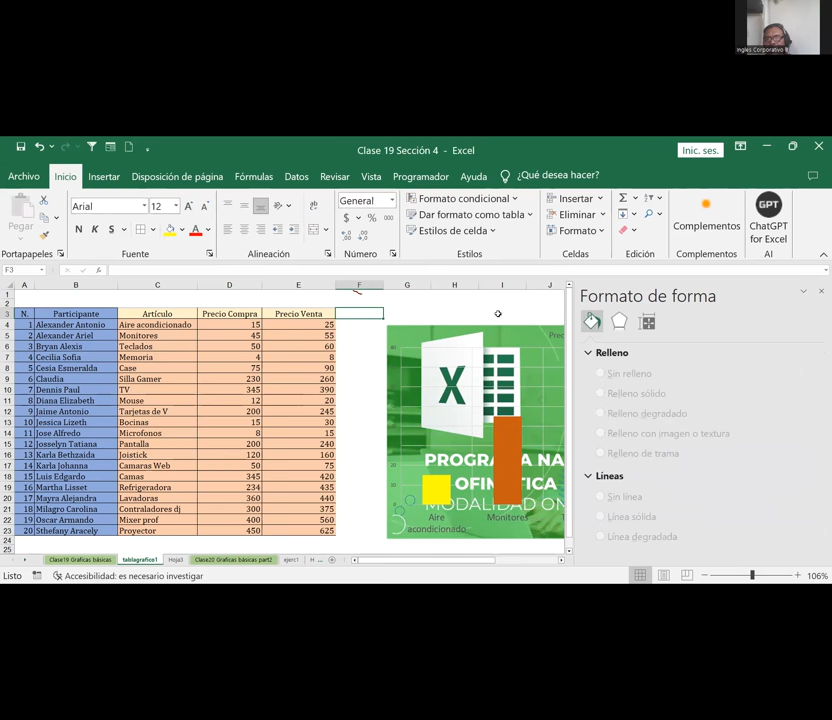 Ingles Corporativo B
Clase 19 Sección 4 - Excel
Inic. ses.
Archivo Inicio Insertar Disposición de página Fórmulas Datos Revisar Vista Programador Ayuda ¿Qué desea hacer?
Pegar
Arial 12 A A
N K S
General
$ % 000
Formato condicional
Dar formato como tabla
Estilos de celda
Insertar
Eliminar
Formato
Complementos
ChatGPT for Excel
Portapapeles Fuente Alineación Número Estilos Celdas Edición Complementos AI
F3
A B C D E F G H I J
N. Participante Artículo Precio Compra Precio Venta
1 Alexander Antonio Aire acondicionado 15 25
2 Alexander Ariel Monitores 45 55
3 Bryan Alexis Teclados 50 60
4 Cecilia Sofia Memoria 4 8
5 Cesia Esmeralda Case 75 90
6 Claudia Silla Gamer 230 260
7 Dennis Paul TV 345 390
8 Diana Elizabeth Mouse 12 20
9 Jaime Antonio Tarjetas de V 200 245
10 Jessica Lizeth Bocinas 15 30
11 Jose Alfredo Microfonos 8 15
12 Josselyn Tatiana Pantalla 200 240
13 Karla Bethzaida Joistick 120 160
14 Karla Johanna Camaras Web 50 75
15 Luis Edgardo Camas 345 420
16 Martha Lisset Refrigeradora 234 435
17 Mayra Alejandra Lavadoras 360 440
18 Milagro Carolina Contraladores dj 300 375
19 Oscar Armando Mixer prof 400 560
20 Sthefany Aracely Proyector 450 625
Prec
X
PROGRAMA NA
OFIMATICA
MODALIDAD ON
Aire acondicionado
Monitores
Formato de forma
Relleno
Sin relleno
Relleno sólido
Relleno degradado
Relleno con imagen o textura
Relleno de trama
Líneas
Sin línea
Línea sólida
Línea degradada
Clase19 Graficas básicas tablagrafico1 Hoja3 Clase20 Graficas básicas part2 ejerc1 H ...
Listo Accesibilidad: es necesario investigar 106%